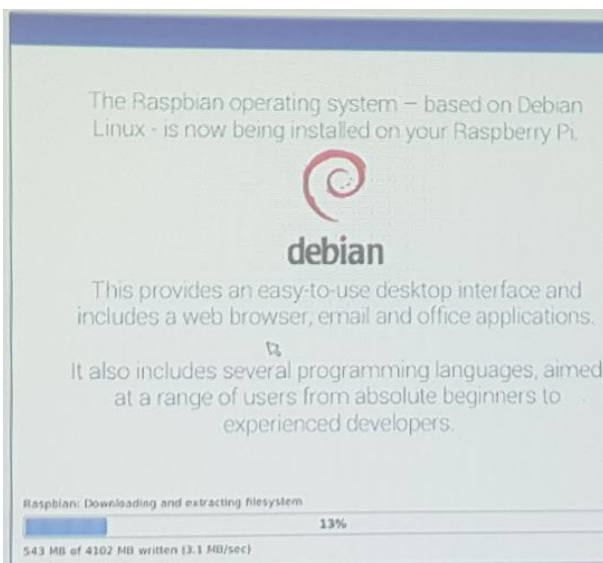 The Raspbian operating system – based on Debian
Linux - is now being installed on your Raspberry Pi.
debian
This provides an easy-to-use desktop interface and
includes a web browser, email and office applications.
It also includes several programming languages, aimed
at a range of users from absolute beginners to
experienced developers.
Raspbian: Downloading and extracting filesystem
13%
543 MB of 4102 MB written (3.1 MB/sec)